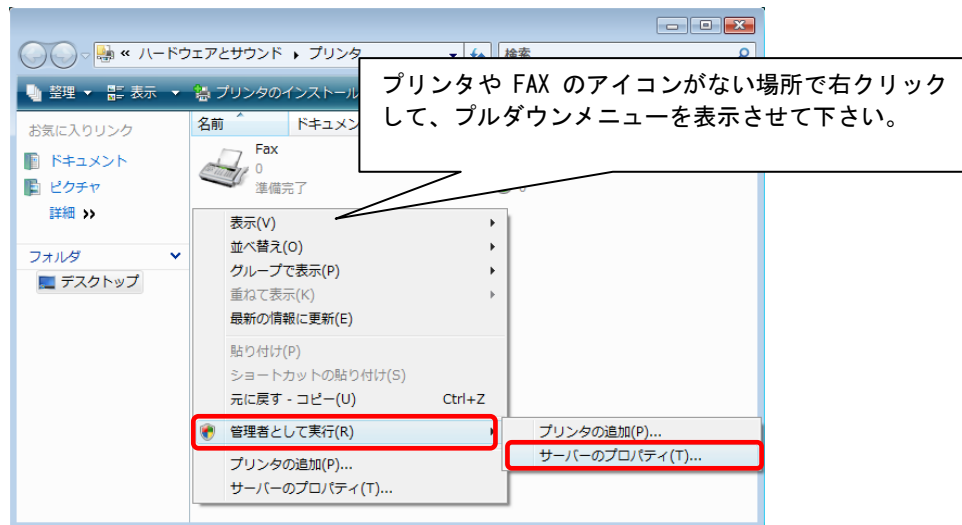 « ハードウェアとサウンド ▸ プリンタ
検索
整理 ▼ 表示 ▼ プリンタのインストール
プリンタや FAX のアイコンがない場所で右クリック
して、プルダウンメニューを表示させて下さい。
お気に入りリンク
ドキュメント
ピクチャ
詳細 »
フォルダ
デスクトップ
名前 ドキュメン
Fax
0
準備完了
0
表示(V)
並べ替え(O)
グループで表示(P)
重ねて表示(K)
最新の情報に更新(E)
貼り付け(P)
ショートカットの貼り付け(S)
元に戻す - コピー(U) Ctrl+Z
管理者として実行(R)
プリンタの追加(P)...
サーバーのプロパティ(T)...
プリンタの追加(P)...
サーバーのプロパティ(T)...